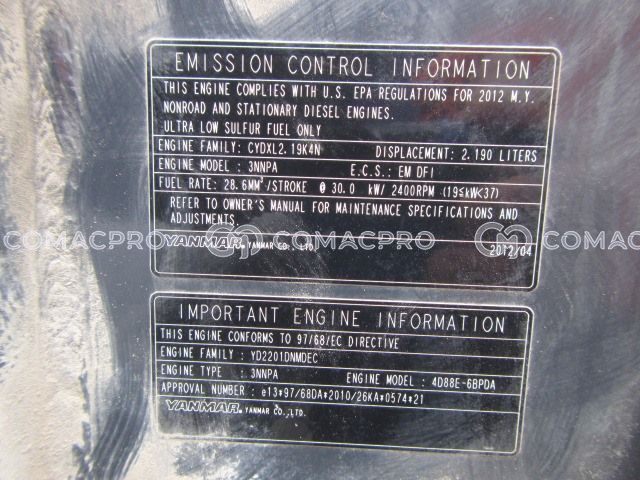 EMISSION CONTROL INFORMATION
THIS ENGINE COMPLIES WITH U.S. EPA REGULATIONS FOR 2012 M.Y.
NONROAD AND STATIONARY DIESEL ENGINES.
ULTRA LOW SULFUR FUEL ONLY
ENGINE FAMILY: CYDXL2.19K4N DISPLACEMENT: 2.190 LITERS
ENGINE MODEL: 3NNPA E.C.S.: EM DFI
FUEL RATE: 28.6MM³/STROKE @ 30.0 kW/ 2400RPM (19≤kW<37)
REFER TO OWNER'S MANUAL FOR MAINTENANCE SPECIFICATIONS AND
ADJUSTMENTS.
COMACPRO COMACPRO COMACPRO
YANMAR® YANMAR CO., LTD. 2012/04
IMPORTANT ENGINE INFORMATION
THIS ENGINE CONFORMS TO 97/68/EC DIRECTIVE
ENGINE FAMILY : YD2201DNMDEC
ENGINE TYPE : 3NNPA ENGINE MODEL: 4D88E-6BPDA
APPROVAL NUMBER : e13*97/68DA*2010/26KA*0574*21
YANMAR® YANMAR CO.,LTD.